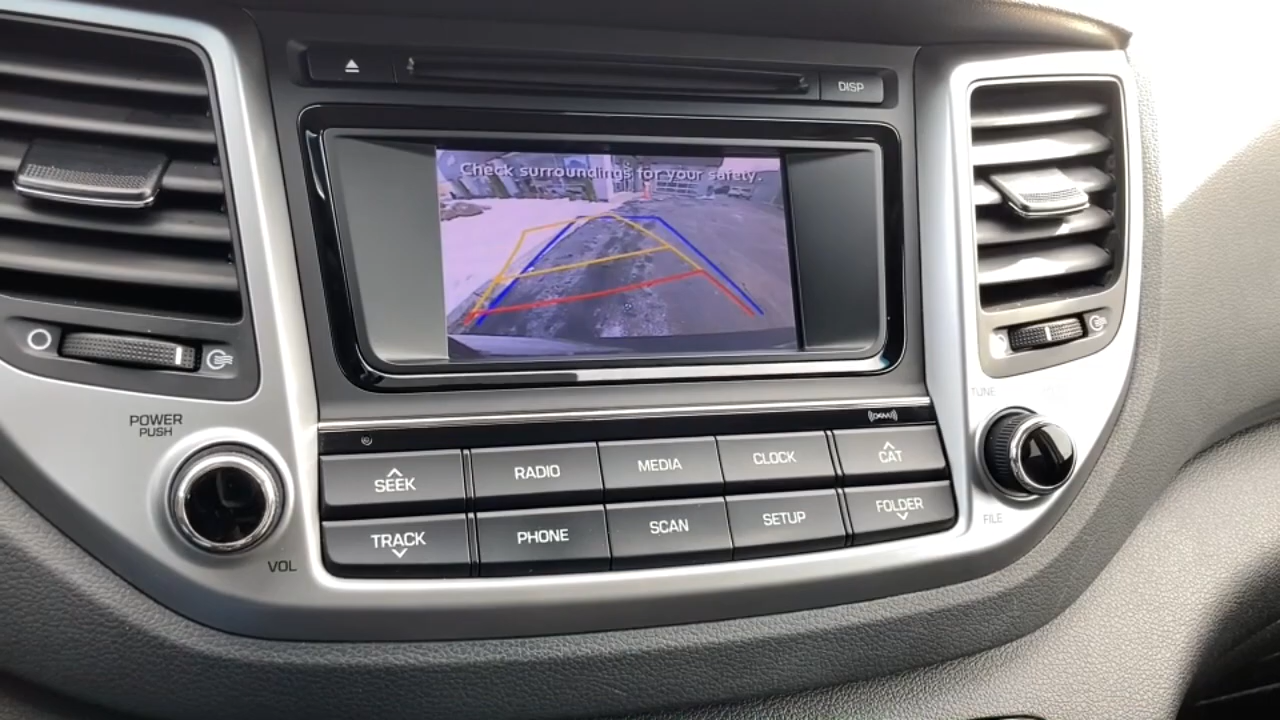 DISP
Check surroundings for your safety.
POWER
PUSH
VOL
((XM))
SEEK
RADIO
MEDIA
CLOCK
CAT
TRACK
PHONE
SCAN
SETUP
FOLDER
TUNE
FILE